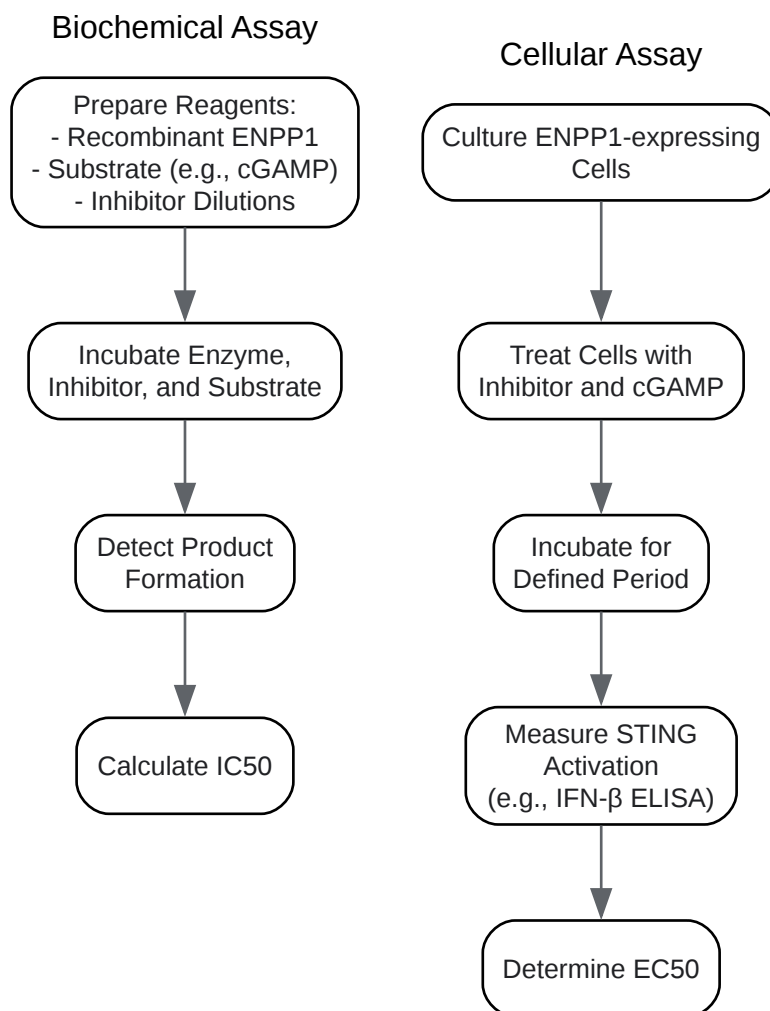 Biochemical Assay
Prepare Reagents:
- Recombinant ENPP1
- Substrate (e.g., cGAMP)
- Inhibitor Dilutions
Incubate Enzyme,
Inhibitor, and Substrate
Detect Product
Formation
Calculate IC50
Cellular Assay
Culture ENPP1-expressing
Cells
Treat Cells with
Inhibitor and cGAMP
Incubate for
Defined Period
Measure STING
Activation
(e.g., IFN-β ELISA)
Determine EC50